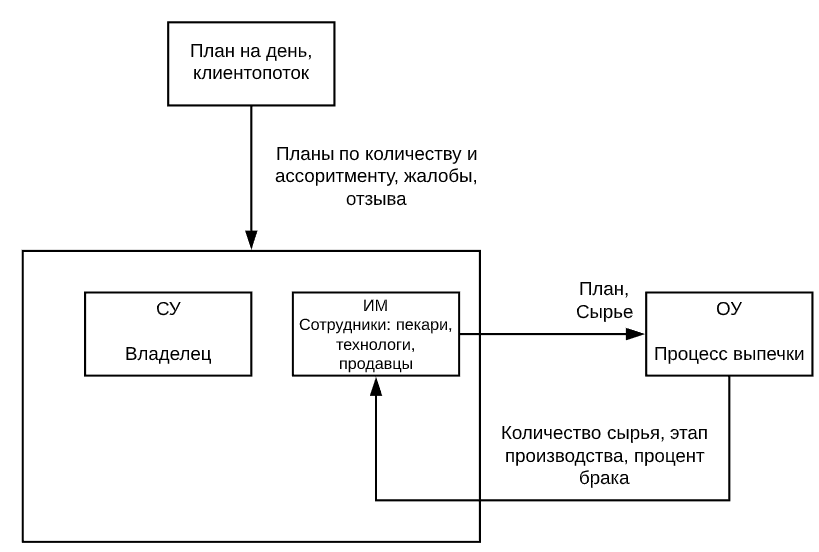 План на день,
клиентопоток
Планы по количеству и
ассоритменту, жалобы,
отзыва
СУ
Владелец
ИМ
Сотрудники: пекари,
технологи,
продавцы
План,
Сырье
ОУ
Процесс выпечки
Количество сырья, этап
производства, процент
брака